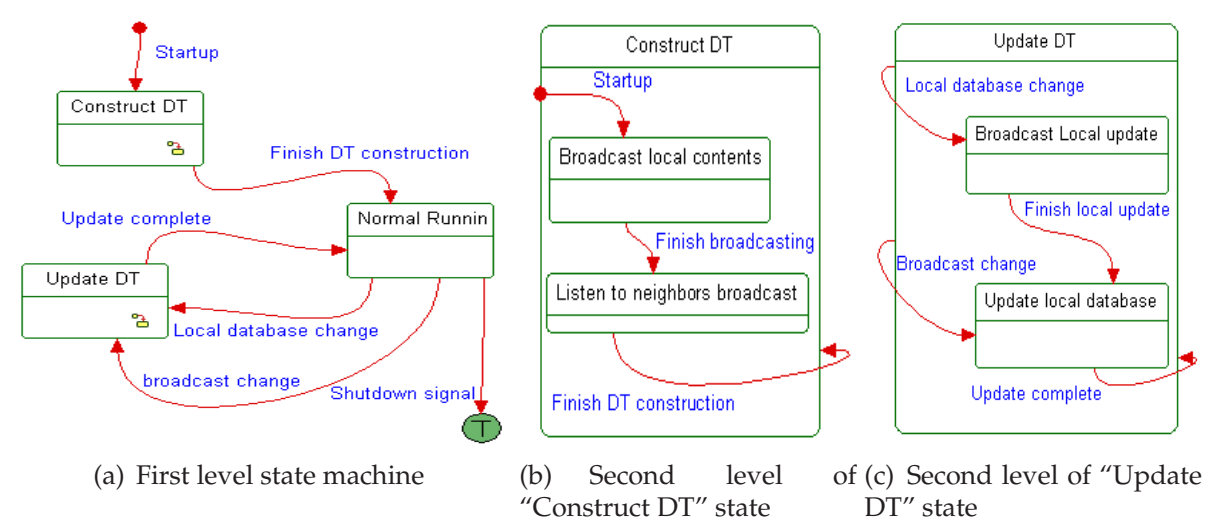 Startup
Construct DT
Finish DT construction
Update complete
Normal Runnin
Update DT
Local database change
broadcast change
Shutdown signal
T
(a) First level state machine
Construct DT
Startup
Broadcast local contents
Finish broadcasting
Listen to neighbors broadcast
Finish DT construction
(b) Second level of
“Construct DT” state
Update DT
Local database change
Broadcast Local update
Finish local update
Broadcast change
Update local database
Update complete
(c) Second level of “Update
DT” state